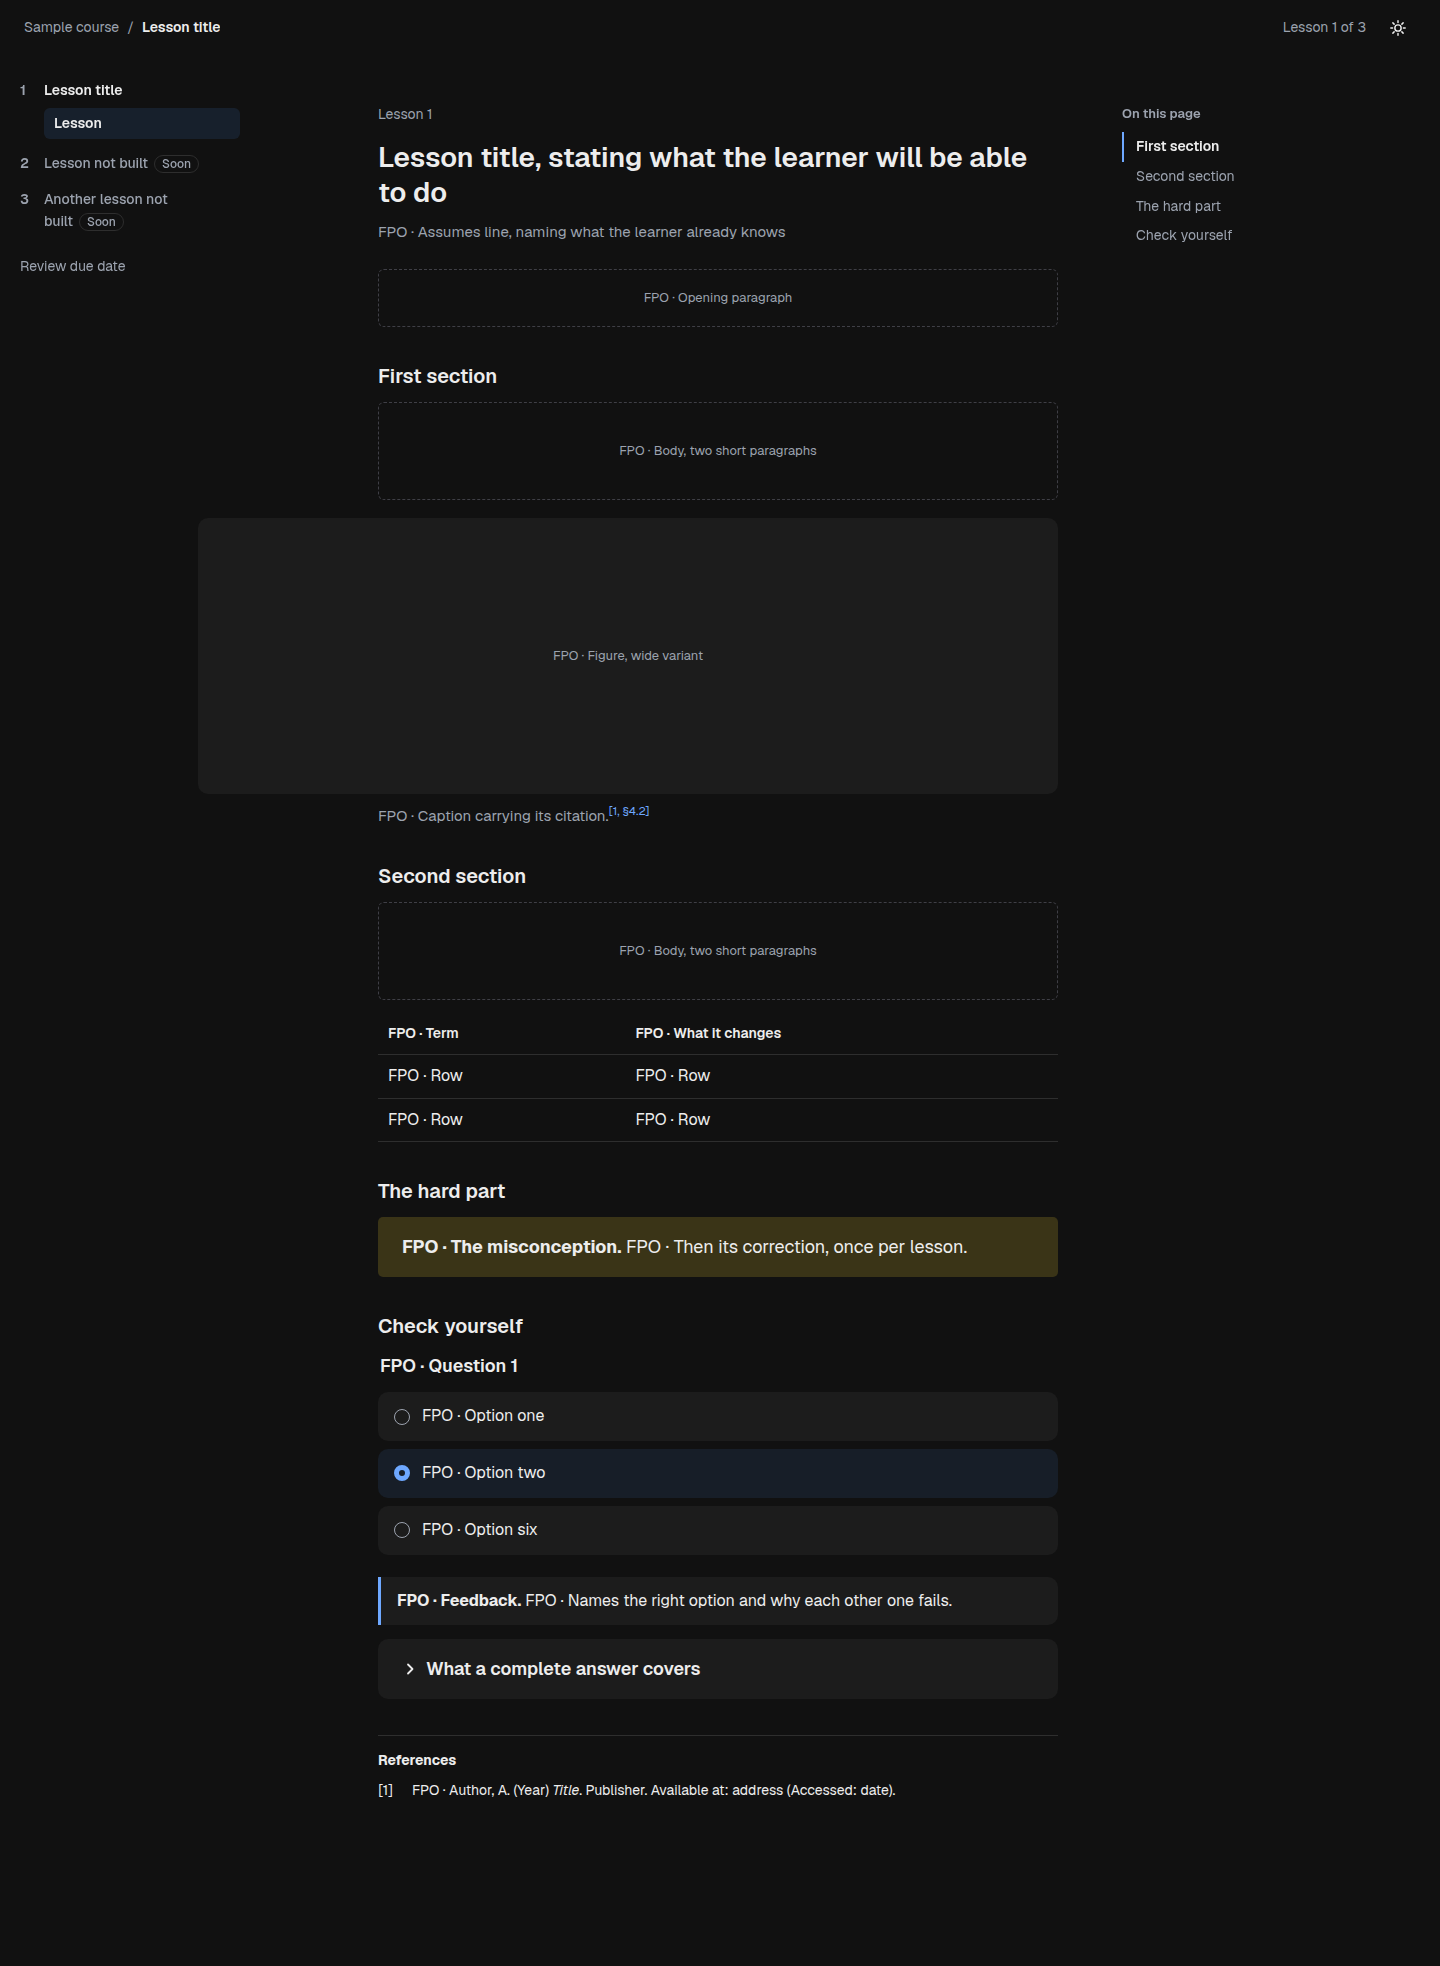 Sample course / Lesson title
Lesson 1 of 3
1 Lesson title
Lesson
2 Lesson not built Soon
3 Another lesson not
built Soon
Review due date
Lesson 1
Lesson title, stating what the learner will be able
to do
FPO · Assumes line, naming what the learner already knows
FPO · Opening paragraph
First section
FPO · Body, two short paragraphs
FPO · Figure, wide variant
FPO · Caption carrying its citation.[1, §4.2]
Second section
FPO · Body, two short paragraphs
FPO · Term FPO · What it changes
FPO · Row FPO · Row
FPO · Row FPO · Row
The hard part
FPO · The misconception. FPO · Then its correction, once per lesson.
Check yourself
FPO · Question 1
FPO · Option one
FPO · Option two
FPO · Option six
FPO · Feedback. FPO · Names the right option and why each other one fails.
What a complete answer covers
References
[1] FPO · Author, A. (Year) Title. Publisher. Available at: address (Accessed: date).
On this page
First section
Second section
The hard part
Check yourself